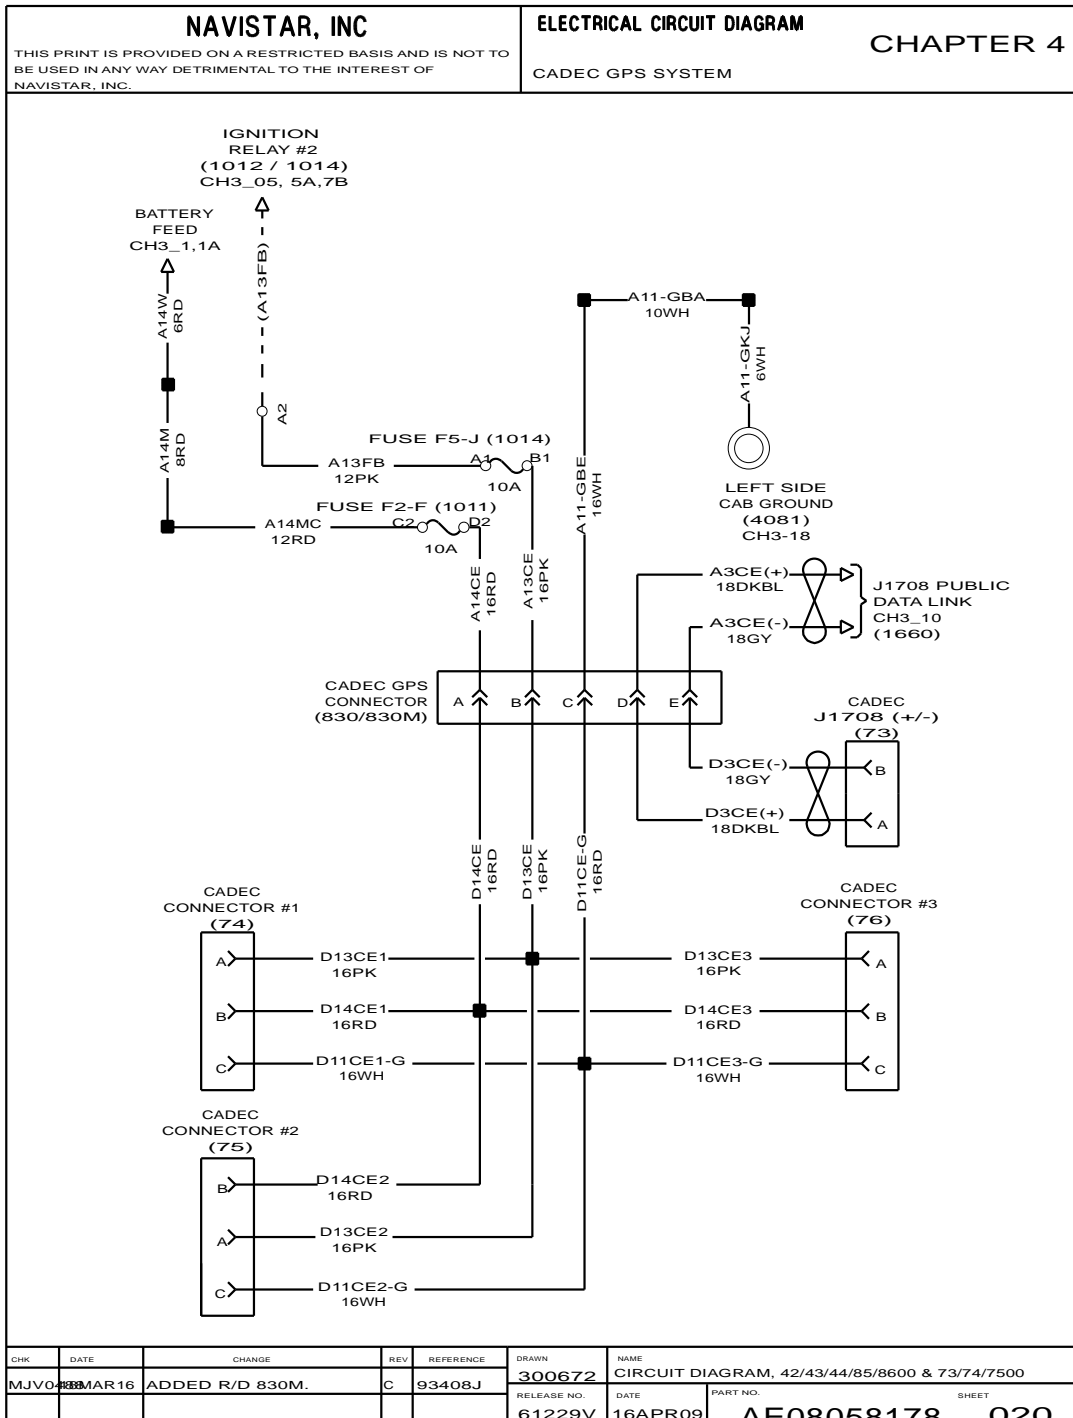 NAVISTAR, INC
THIS PRINT IS PROVIDED ON A RESTRICTED BASIS AND IS NOT TO
BE USED IN ANY WAY DETRIMENTAL TO THE INTEREST OF
NAVISTAR, INC.
ELECTRICAL CIRCUIT DIAGRAM
CADEC GPS SYSTEM
CHAPTER 4
IGNITION
RELAY #2
(1012 / 1014)
CH3_05, 5A,7B
BATTERY
FEED
CH3_1,1A
(A13FB)
A14W
6RD
A2
A14M
8RD
A11-GBA
10WH
A11-GKJ
6WH
FUSE F5-J (1014)
A13FB
12PK
A1
B1
10A
FUSE F2-F (1011)
A14MC
12RD
C2
D2
10A
A11-GBE
16WH
LEFT SIDE
CAB GROUND
(4081)
CH3-18
A14CE
16RD
A13CE
16PK
A3CE(+)
18DKBL
A3CE(-)
18GY
J1708 PUBLIC
DATA LINK
CH3_10
(1660)
CADEC GPS
CONNECTOR
(830/830M)
A
B
C
D
E
CADEC
J1708 (+/-)
(73)
D3CE(-)
18GY
B
D3CE(+)
18DKBL
A
D14CE
16RD
D13CE
16PK
D11CE-G
16RD
CADEC
CONNECTOR #1
(74)
CADEC
CONNECTOR #3
(76)
A
D13CE1
16PK
D13CE3
16PK
A
B
D14CE1
16RD
D14CE3
16RD
B
C
D11CE1-G
16WH
D11CE3-G
16WH
C
CADEC
CONNECTOR #2
(75)
B
D14CE2
16RD
A
D13CE2
16PK
C
D11CE2-G
16WH
CHK
DATE
CHANGE
REV
REFERENCE
ADDED R/D 830M.
C
93408J
DRAWN
300672
NAME
CIRCUIT DIAGRAM, 42/43/44/85/8600 & 73/74/7500
RELEASE NO.
61229V
DATE
16APR09
PART NO.
AE08058178
SHEET
020